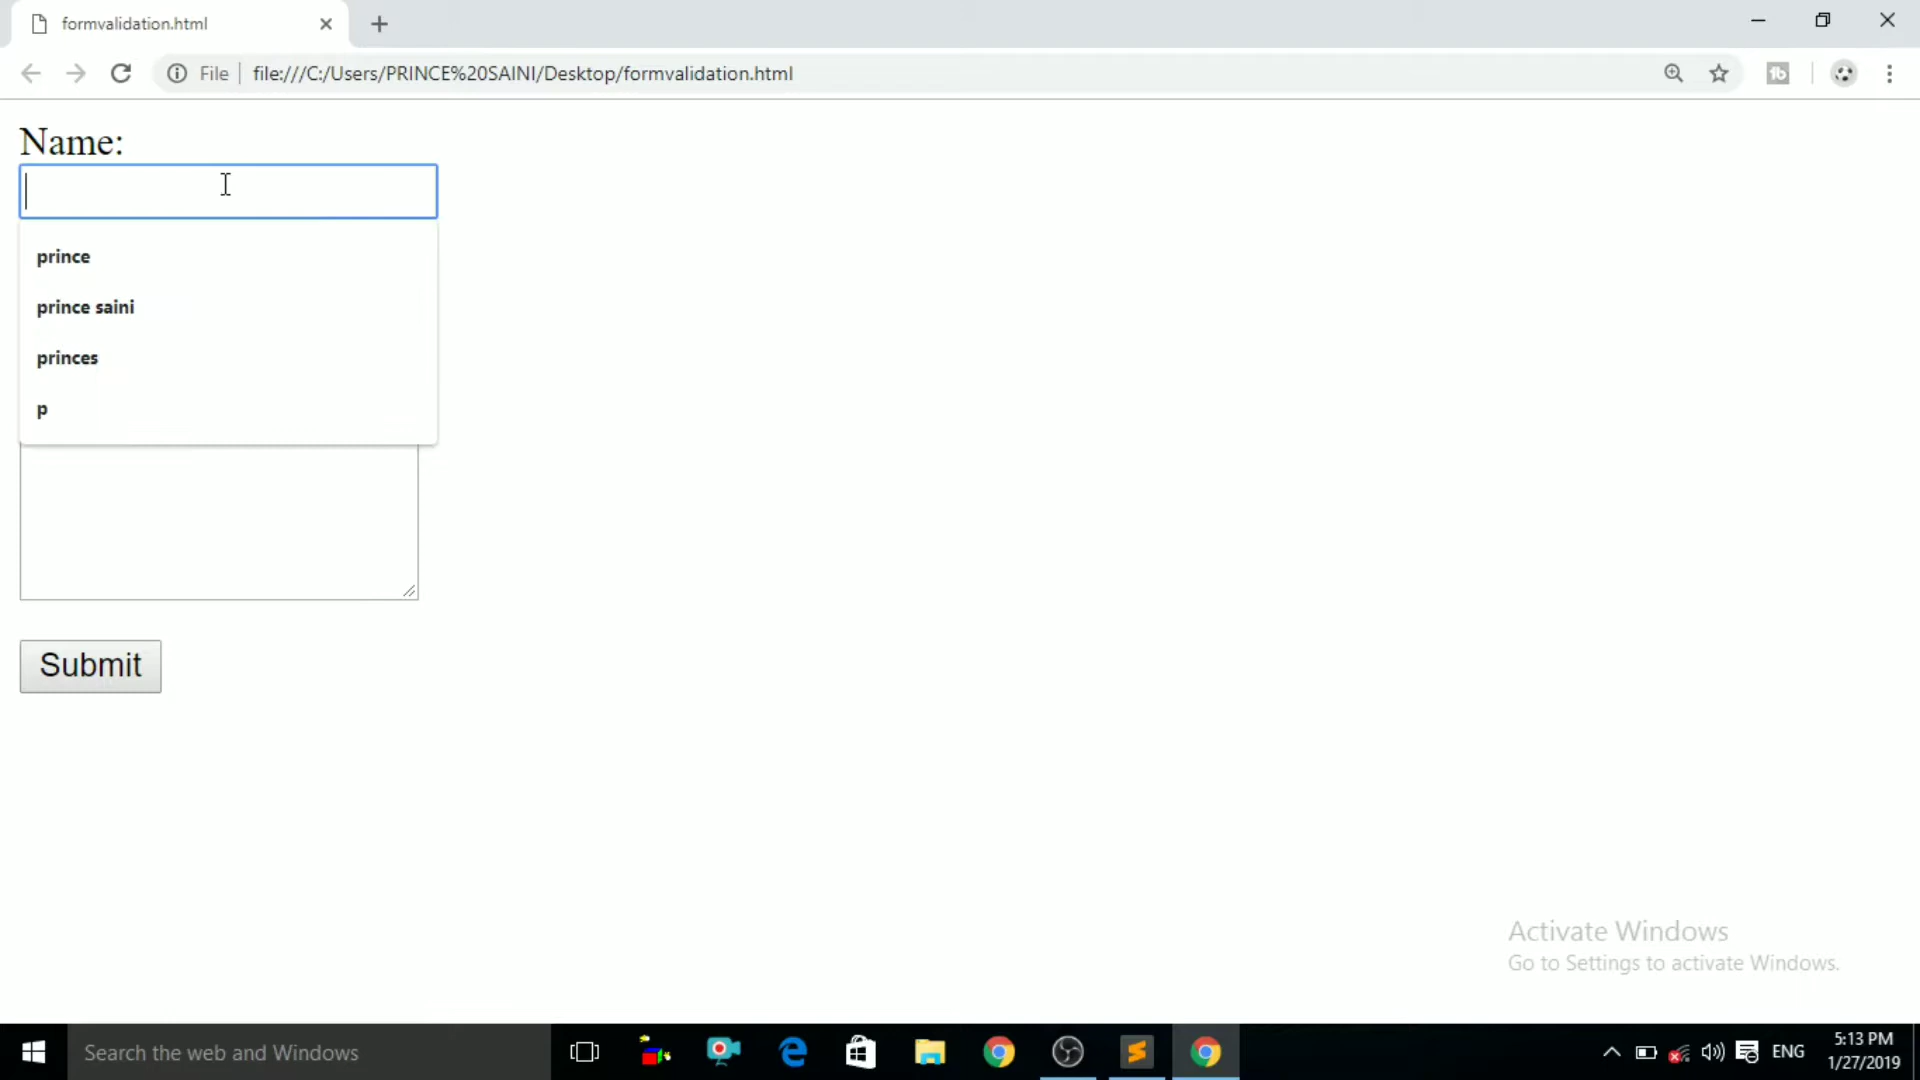 formvalidation.html
File file:///C:/Users/PRINCE%20SAINI/Desktop/formvalidation.html
Name:
prince
prince saini
princes
p
Submit
Activate Windows
Go to Settings to activate Windows.
Search the web and Windows
ENG
5:13 PM
1/27/2019